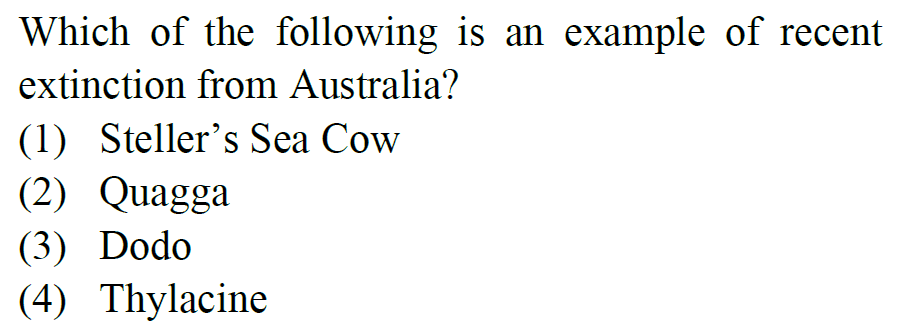 Which of the following is an example of recent
extinction from Australia?
(1) Steller’s Sea Cow
(2) Quagga
(3) Dodo
(4) Thylacine